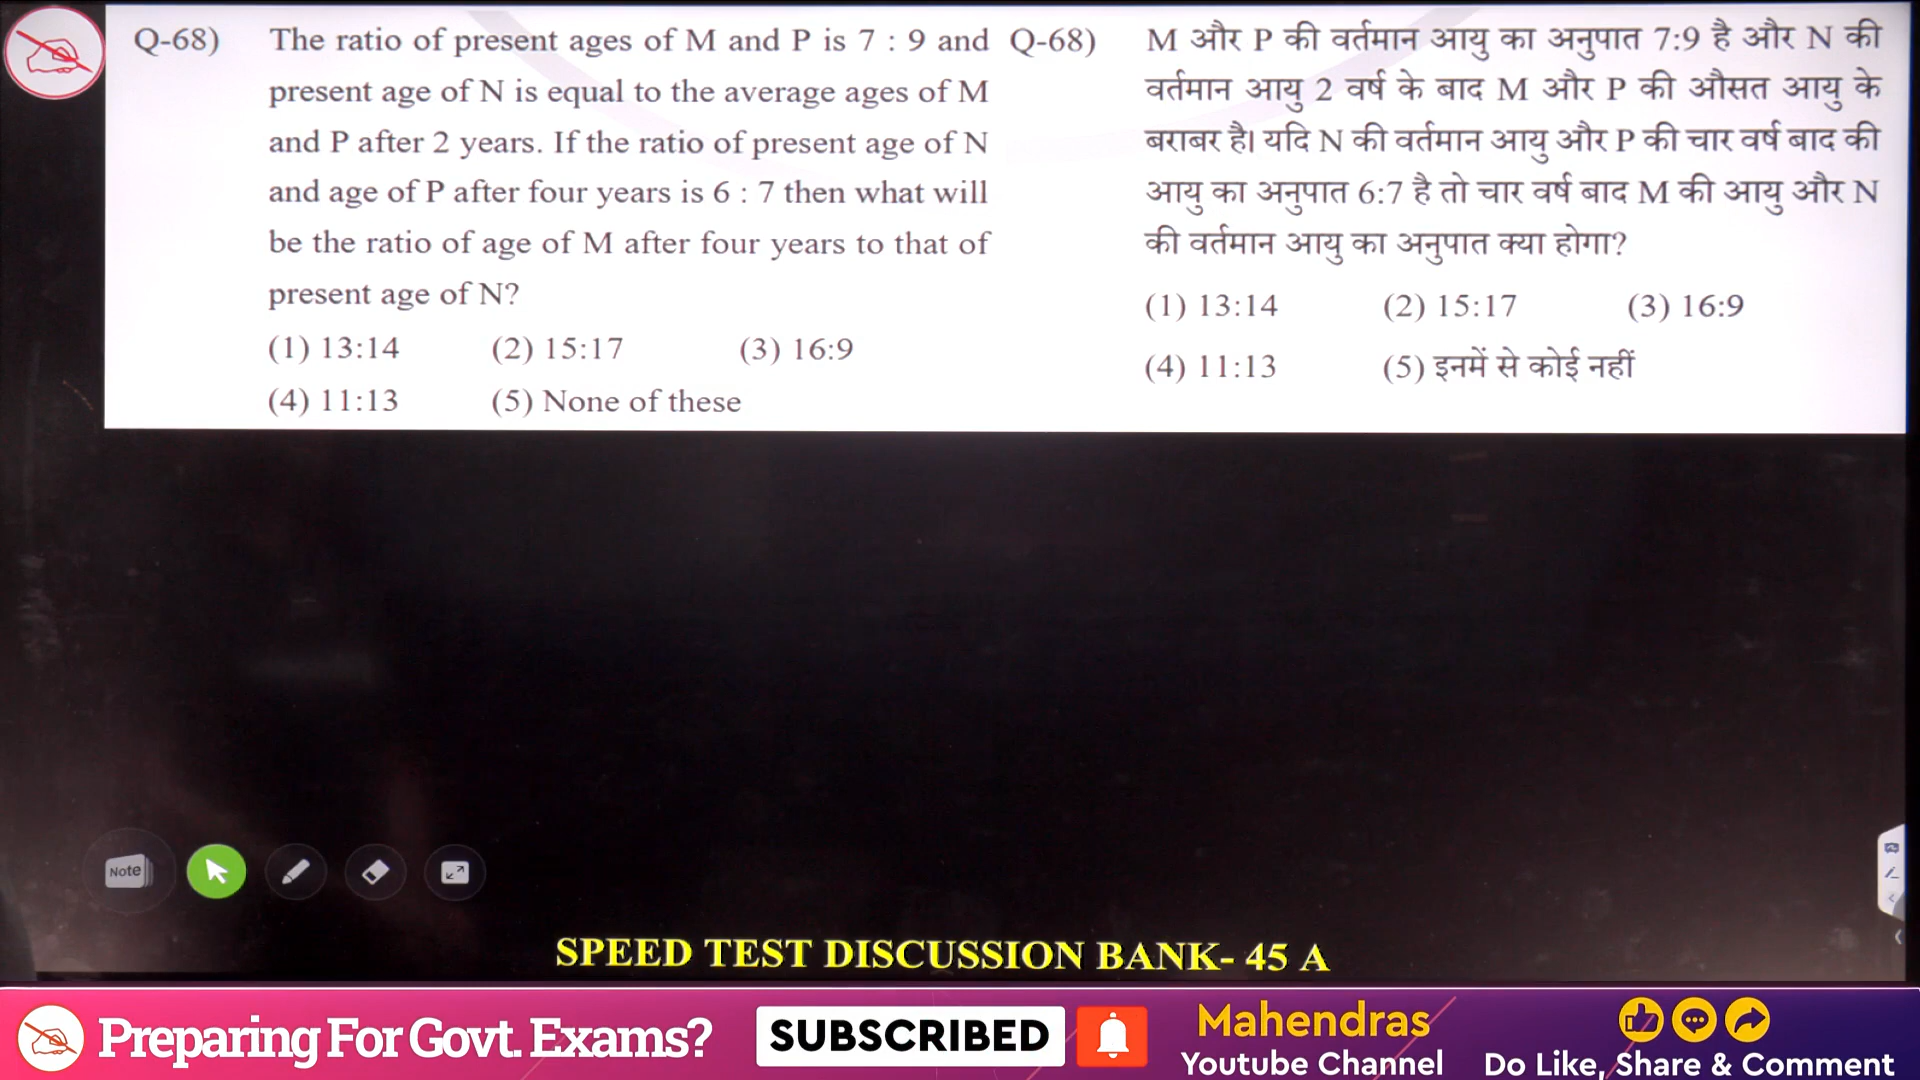 Q-68) The ratio of present ages of M and P is 7 : 9 and
present age of N is equal to the average ages of M
and P after 2 years. If the ratio of present age of N
and age of P after four years is 6 : 7 then what will
be the ratio of age of M after four years to that of
present age of N?
(1) 13:14 (2) 15:17 (3) 16:9
(4) 11:13 (5) None of these
Q-68) M और P की वर्तमान आयु का अनुपात 7:9 है और N की
वर्तमान आयु 2 वर्ष के बाद M और P की औसत आयु के
बराबर है। यदि N की वर्तमान आयु और P की चार वर्ष बाद की
आयु का अनुपात 6:7 है तो चार वर्ष बाद M की आयु और N
की वर्तमान आयु का अनुपात क्या होगा?
(1) 13:14 (2) 15:17 (3) 16:9
(4) 11:13 (5) इनमें से कोई नहीं
Note
SPEED TEST DISCUSSION BANK- 45 A
Preparing For Govt. Exams?
SUBSCRIBED
Mahendras
Youtube Channel
Do Like, Share & Comment